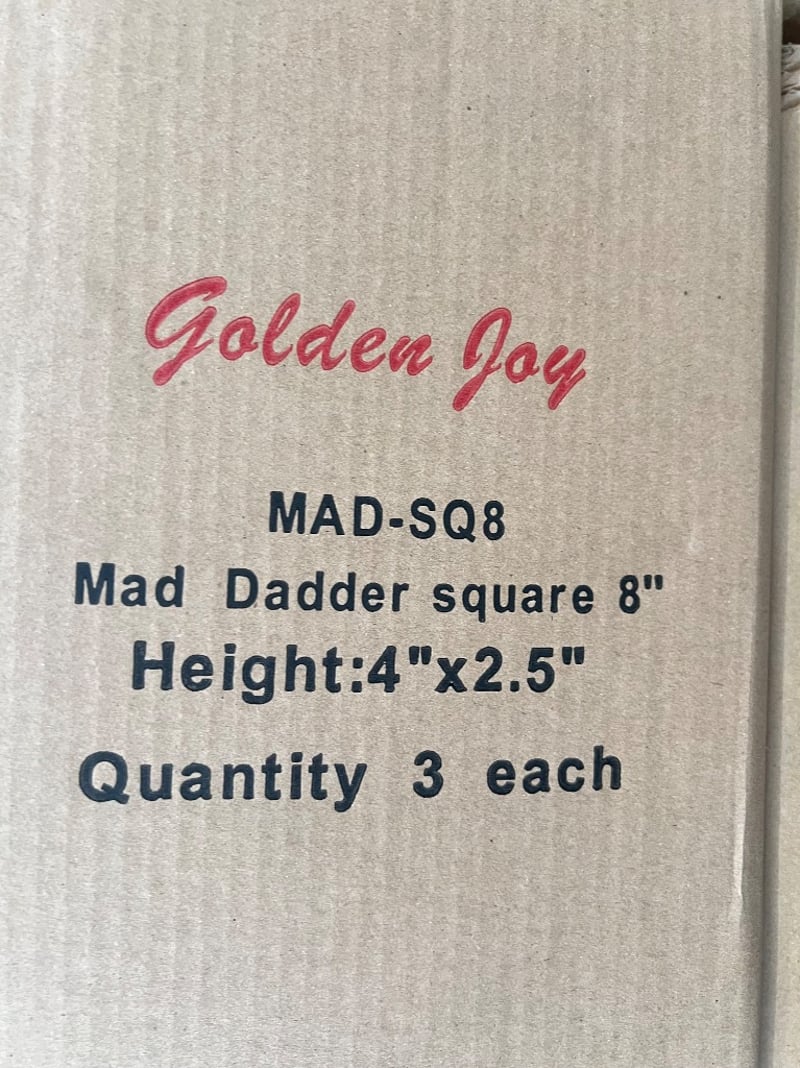 Golden Joy
MAD-SQ8
Mad Dadder square 8"
Height:4"x2.5"
Quantity 3 each